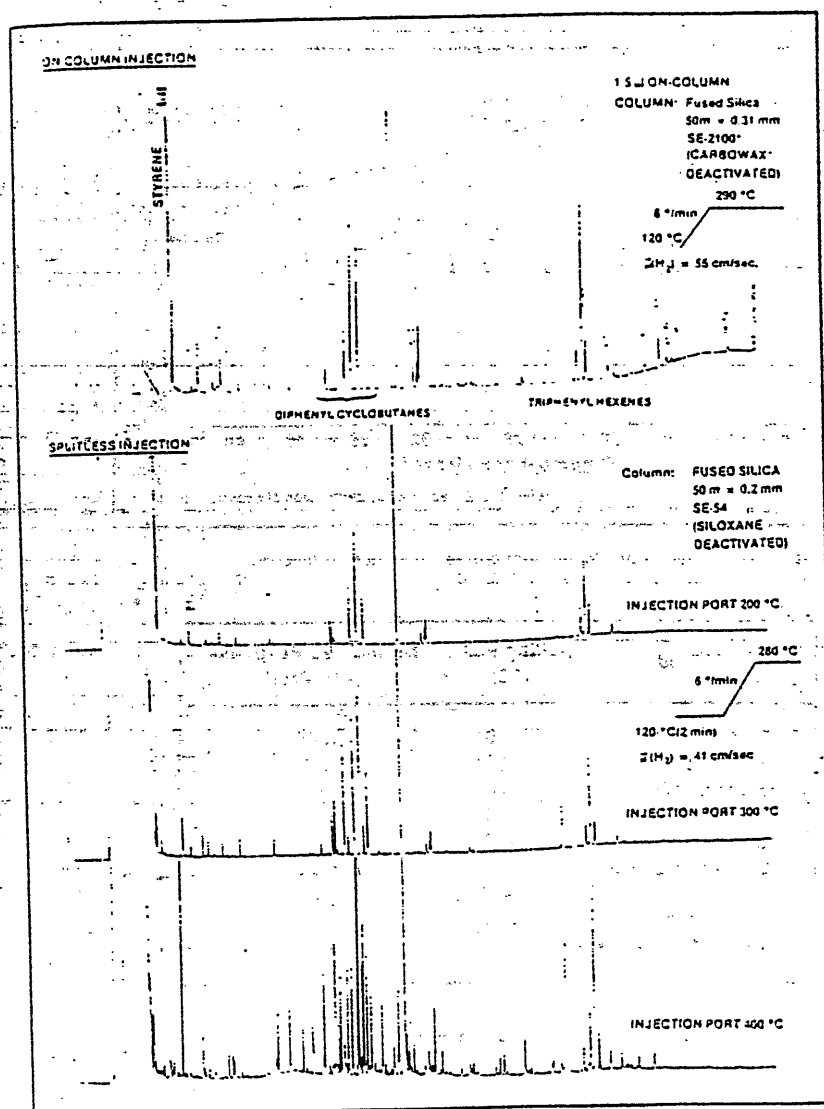 ON COLUMN INJECTION
STYRENE
ON-COLUMN
COLUMN: Fused Silica
50m × 0.31 mm
SE-2100
(CARBOWAX
DEACTIVATED)
290 °C
6 °/min
120 °C
(H2) = 55 cm/sec.
DIPHENYL CYCLOBUTANES
TRIPHENYL HEXENES
SPLITLESS INJECTION
Column: FUSED SILICA
50 m × 0.2 mm
SE-54
(SILOXANE
DEACTIVATED)
INJECTION PORT 200 °C
280 °C
6 °/min
120 °C (2 min)
(H2) = 41 cm/sec
INJECTION PORT 300 °C
INJECTION PORT 400 °C